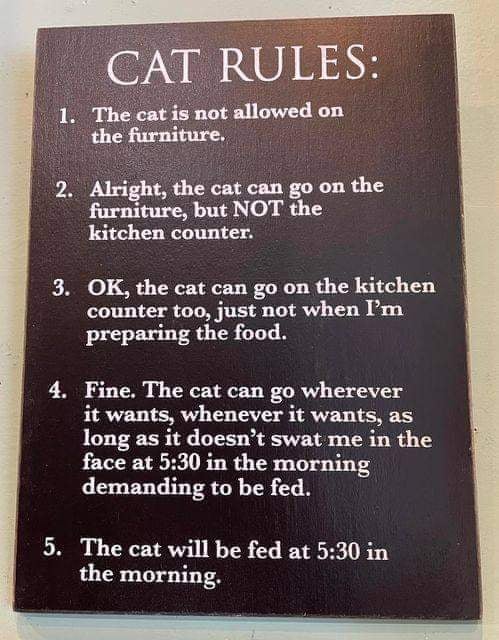 CAT RULES:
1. The cat is not allowed on
the furniture.
2. Alright, the cat can go on the
furniture, but NOT the
kitchen counter.
3. OK, the cat can go on the kitchen
counter too, just not when I'm
preparing the food.
4. Fine. The cat can go wherever
it wants, whenever it wants, as
long as it doesn't swat me in the
face at 5:30 in the morning
demanding to be fed.
5. The cat will be fed at 5:30 in
the morning.